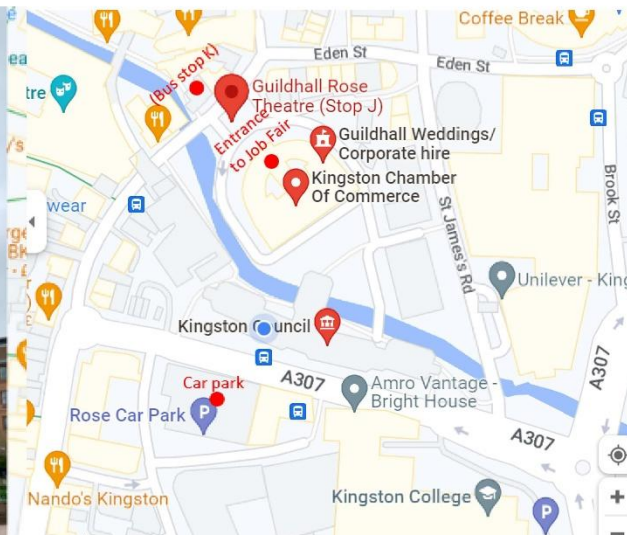 Coffee Break
Eden St
Eden St
(Bus stop K)
Guildhall Rose
Theatre (Stop J)
Entrance
to Job Fair
Guildhall Weddings/
Corporate hire
Kingston Chamber
Of Commerce
tre
wear
Brook St
St James's Rd
Unilever - King
Kingston Council
A307
Car park
A307
Amro Vantage -
Bright House
Rose Car Park
P
A307
Nando's Kingston
Kingston College
P
+